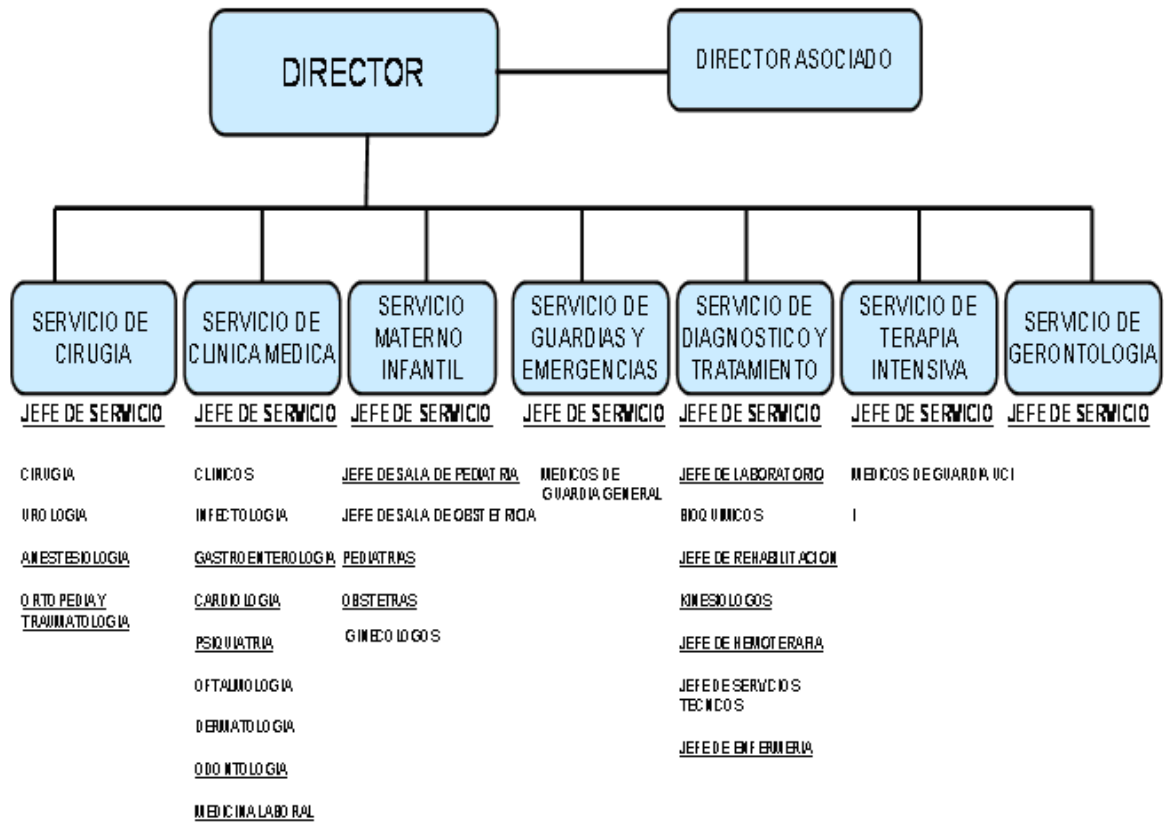 DIRECTOR
DIRECTOR ASOCIADO
SERVICIO DE
CIRUGIA
JEFE DE SERVICIO
CIRUGIA
UROLOGIA
ANESTESIOLOGIA
ORTOPEDIA Y
TRAUMATOLOGIA
SERVICIO DE
CLINICA MEDICA
JEFE DE SERVICIO
CLINICOS
INFECTOLOGIA
GASTROENTEROLOGIA
CARDIOLOGIA
PSIQUIATRIA
OFTALMOLOGIA
DERMATOLOGIA
ODONTOLOGIA
MEDICINA LABORAL
SERVICIO
MATERNO
INFANTIL
JEFE DE SERVICIO
JEFE DE SALA DE PEDIATRIA
JEFE DE SALA DE OBSTETRICIA
PEDIATRIAS
OBSTETRAS
GINECOLOGOS
SERVICIO DE
GUARDIAS Y
EMERGENCIAS
JEFE DE SERVICIO
MEDICOS DE
GUARDIA GENERAL
SERVICIO DE
DIAGNOSTICO Y
TRATAMIENTO
JEFE DE SERVICIO
JEFE DE LABORATORIO
BIOQUIMICOS
JEFE DE REHABILITACION
KINESIOLOGOS
JEFE DE HEMOTERAPIA
JEFE DE SERVICIOS
TECNICOS
JEFE DE ENFERMERIA
SERVICIO DE
TERAPIA
INTENSIVA
JEFE DE SERVICIO
MEDICOS DE GUARDIA UCI
I
SERVICIO DE
GERONTOLOGIA
JEFE DE SERVICIO